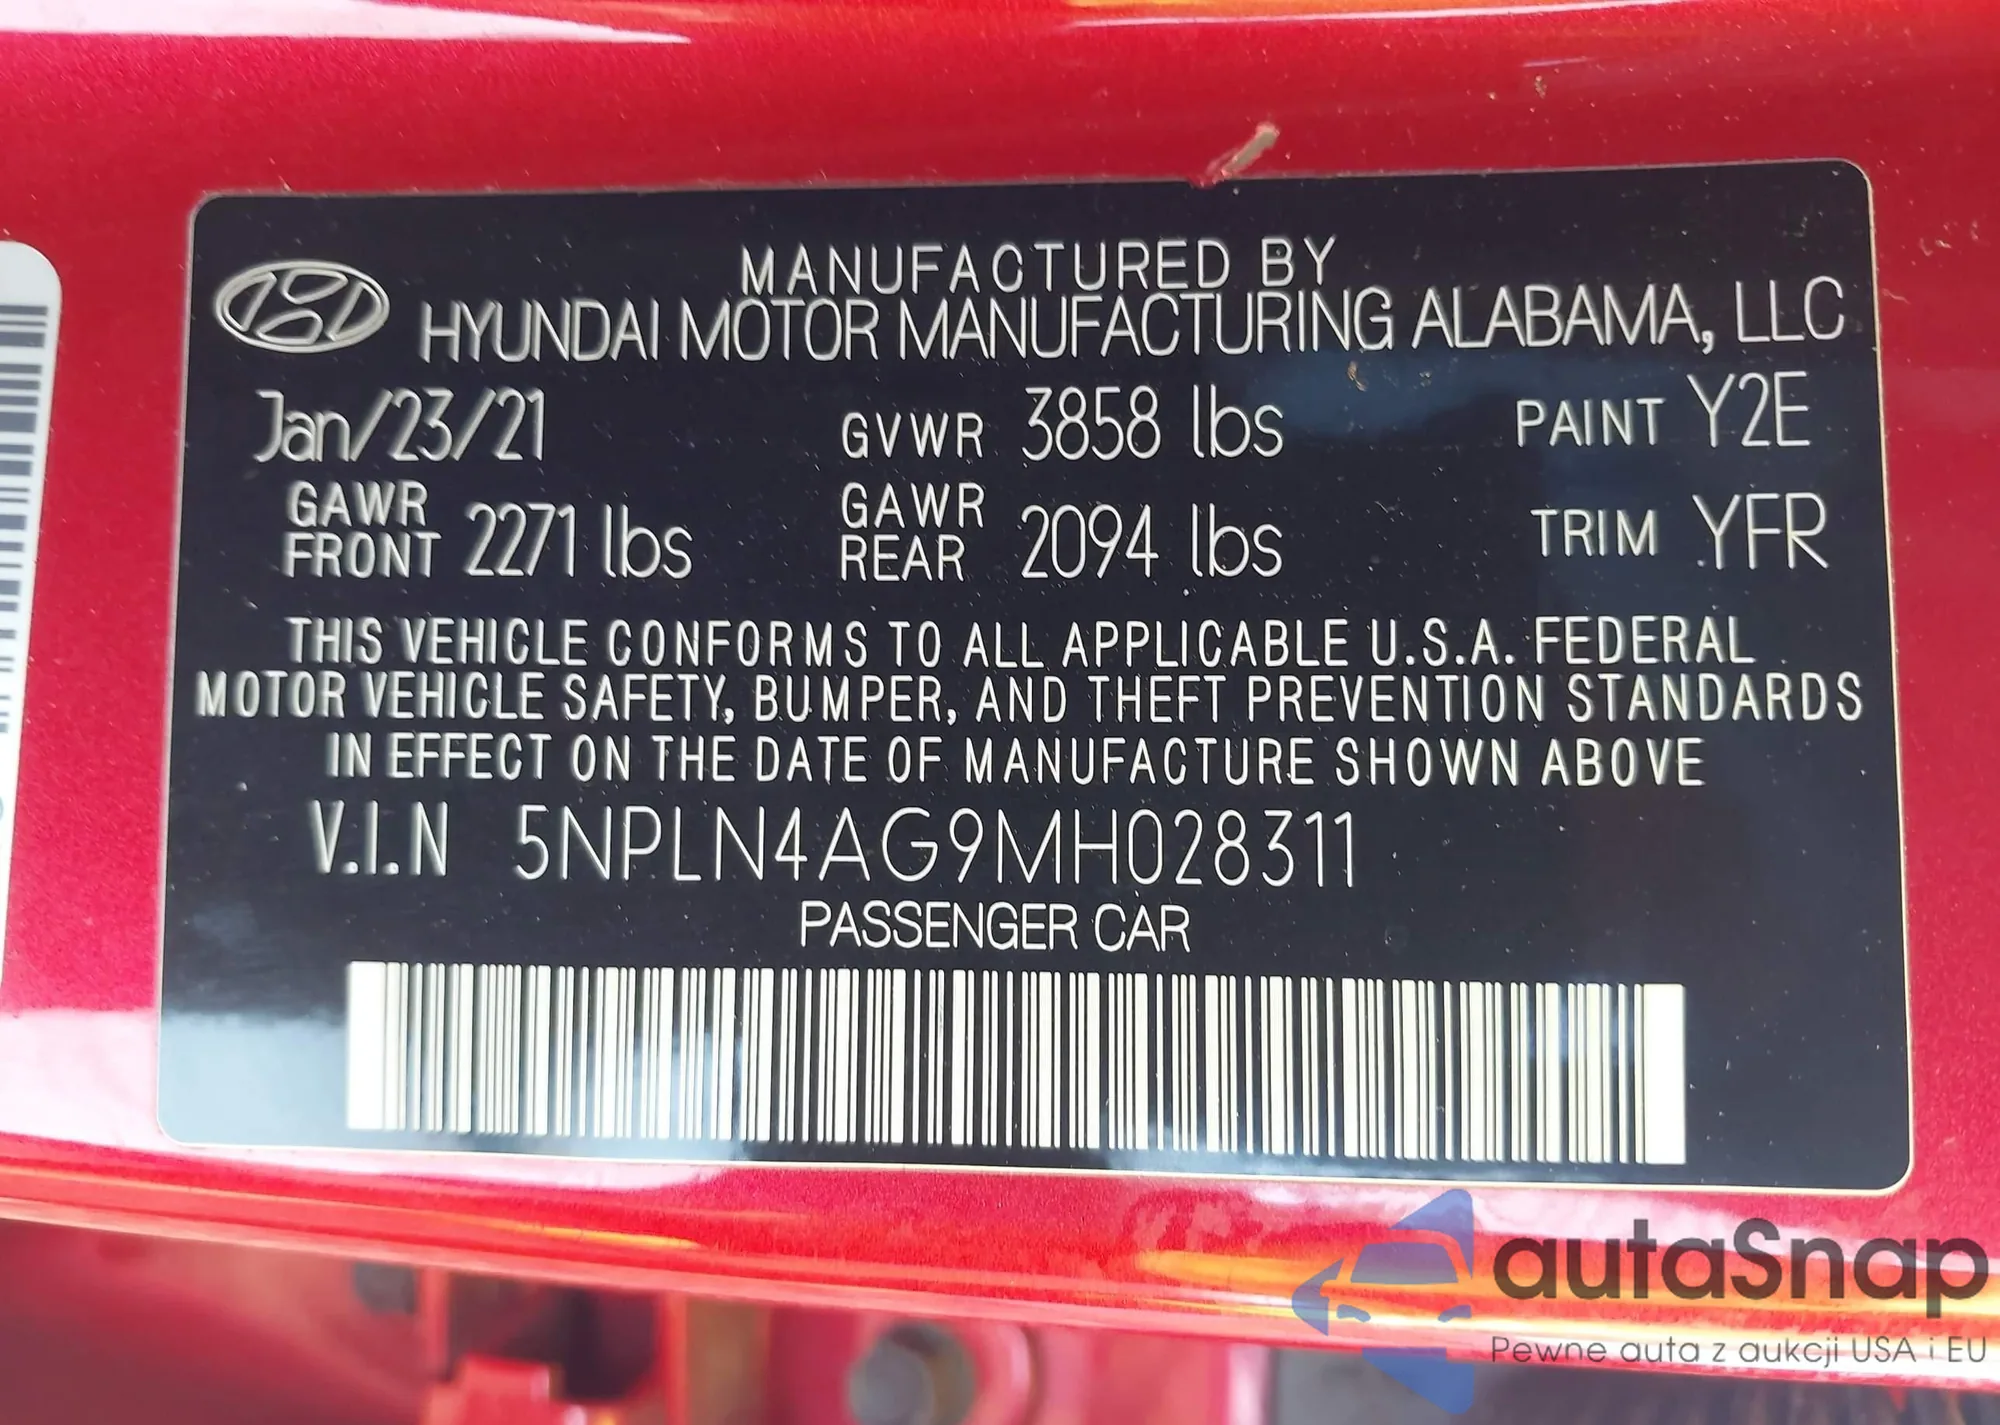 MANUFACTURED BY
HYUNDAI MOTOR MANUFACTURING ALABAMA, LLC
Jan/23/21 GVWR 3858 lbs PAINT Y2E
GAWR FRONT 2271 lbs GAWR REAR 2094 lbs TRIM YFR
THIS VEHICLE CONFORMS TO ALL APPLICABLE U.S.A. FEDERAL
MOTOR VEHICLE SAFETY, BUMPER, AND THEFT PREVENTION STANDARDS
IN EFFECT ON THE DATE OF MANUFACTURE SHOWN ABOVE
V.I.N 5NPLN4AG9MH028311
PASSENGER CAR
autaSnap
Pewne auta z aukcji USA i EU